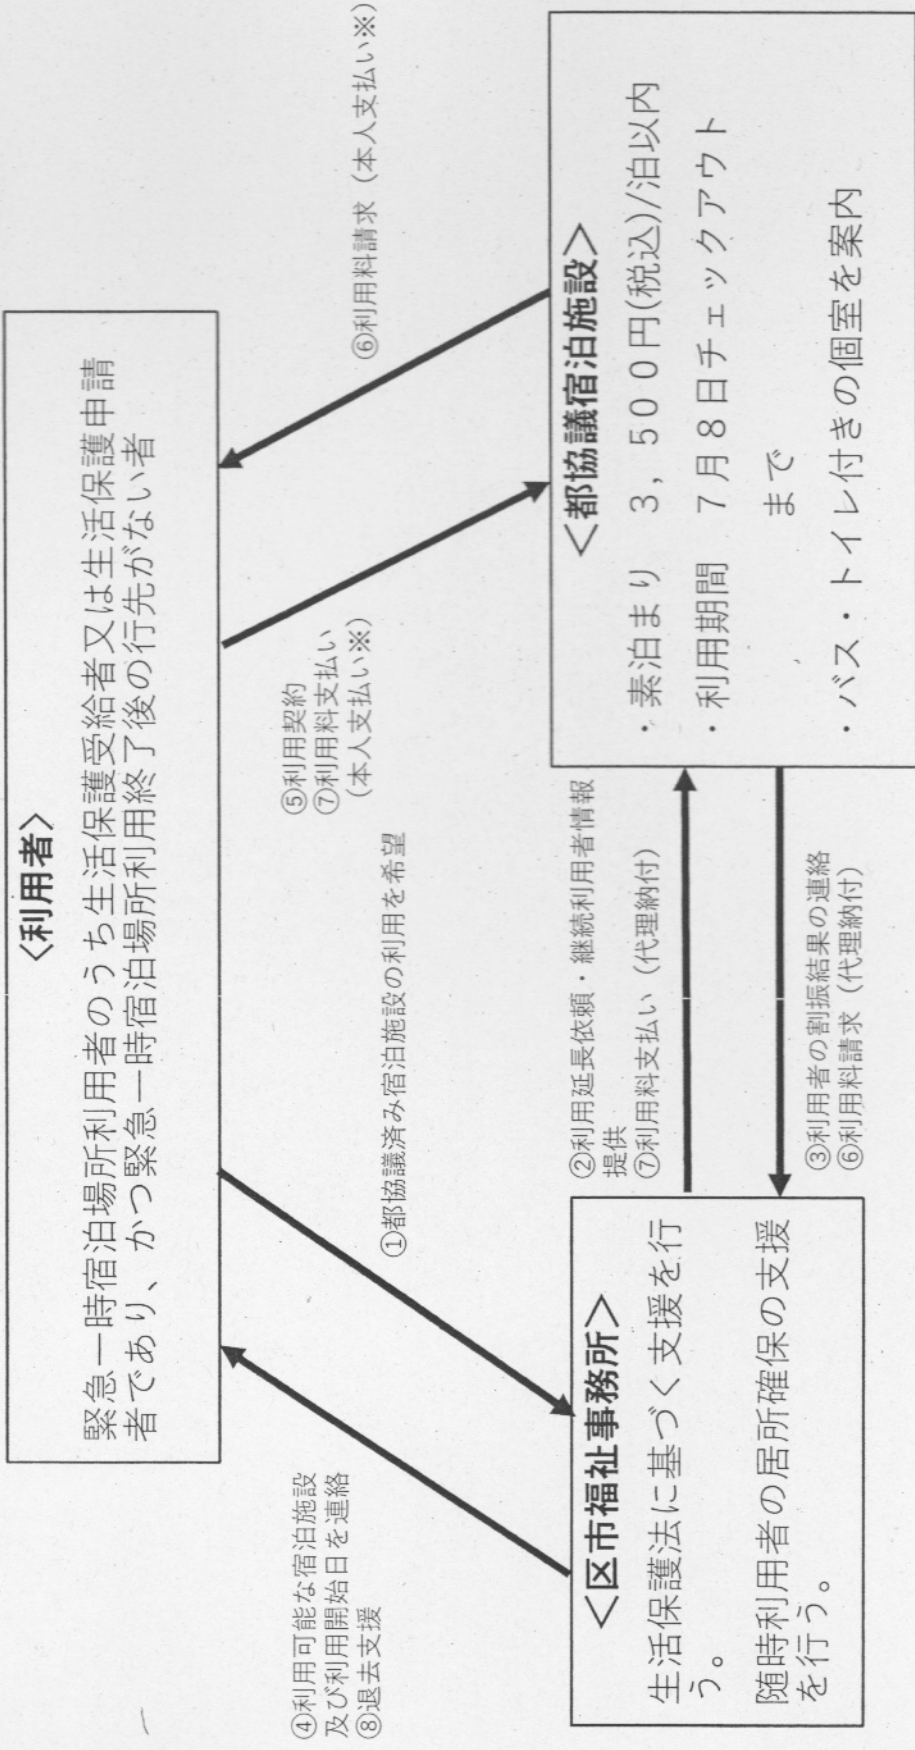 <利用者>
緊急一時宿泊場所利用者のうち生活保護受給者又は生活保護申請
者であり、かつ緊急一時宿泊場所利用終了後の行先がない者
④利用可能な宿泊施設
及び利用開始日を連絡
⑧退去支援
①都協議済み宿泊施設の利用を希望
⑤利用契約
⑦利用料支払い
(本人支払い※)
⑥利用料請求(本人支払い※)
<区市福祉事務所>
生活保護法に基づく支援を行
う。
随時利用者の居所確保の支援
を行う。
②利用延長依頼・継続利用者情報
提供
⑦利用料支払い(代理納付)
③利用者の割振結果の連絡
⑥利用料請求(代理納付)
<都協議宿泊施設>
・素泊まり 3,500円(税込)/泊以内
・利用期間 7月8日チェックアウト
まで
・バス・トイレ付きの個室を案内